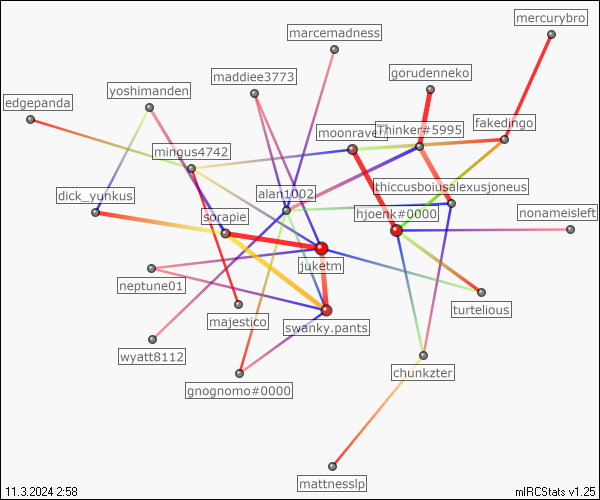 mercurybro
marcemadness
gorudenneko
maddiee3773
yoshimanden
edgepanda
fakedingo
Thinker#5995
mingus4742
thiccusboiusalexusjoneus
alan1002
dick_yunkus
sorapie
hjoenk#0000
nonameisleft
juketm
neptune01
turtelious
majestico
swanky.pants
wyatt8112
chunkzter
gnognomo#0000
mattnesslp
11.3.2024 2:58
mIRCStats v1.25